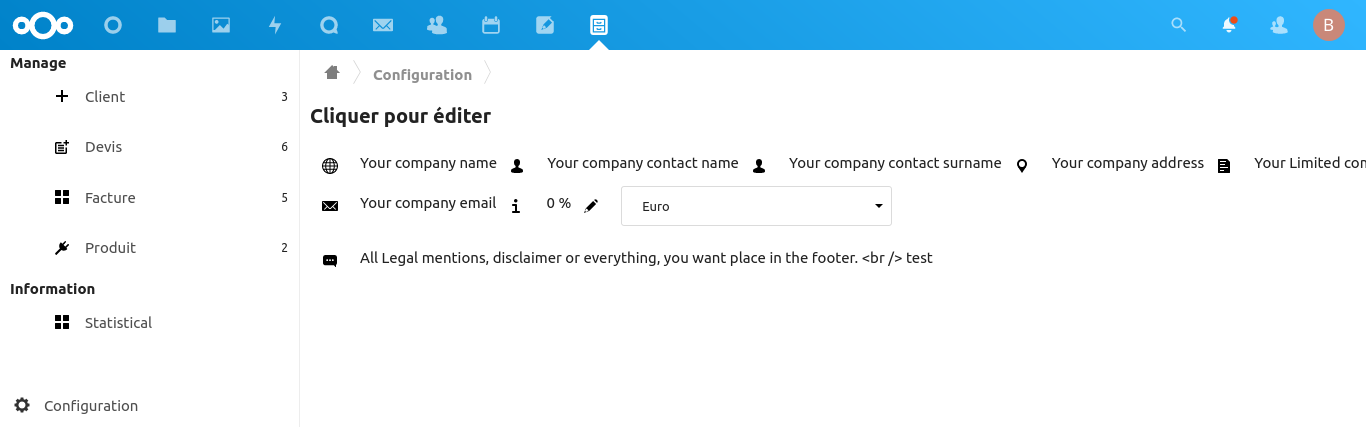 B
Manage
Configuration
Client 3
Cliquer pour éditer
Devis 6
Your company name Your company contact name Your company contact surname Your company address Your Limited
Facture 5
Your company email 0 % Euro
Produit 2
All Legal mentions, disclaimer or everything, you want place in the footer. <br /> test
Information
Statistical
Configuration